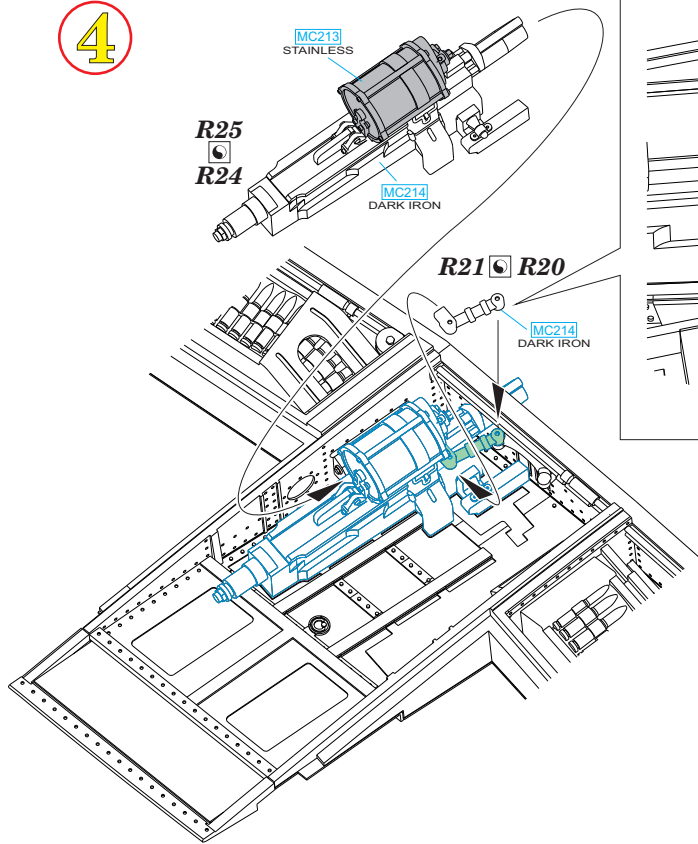 4
MC213
STAINLESS
R25
R24
MC214
DARK IRON
R21 R20
MC214
DARK IRON